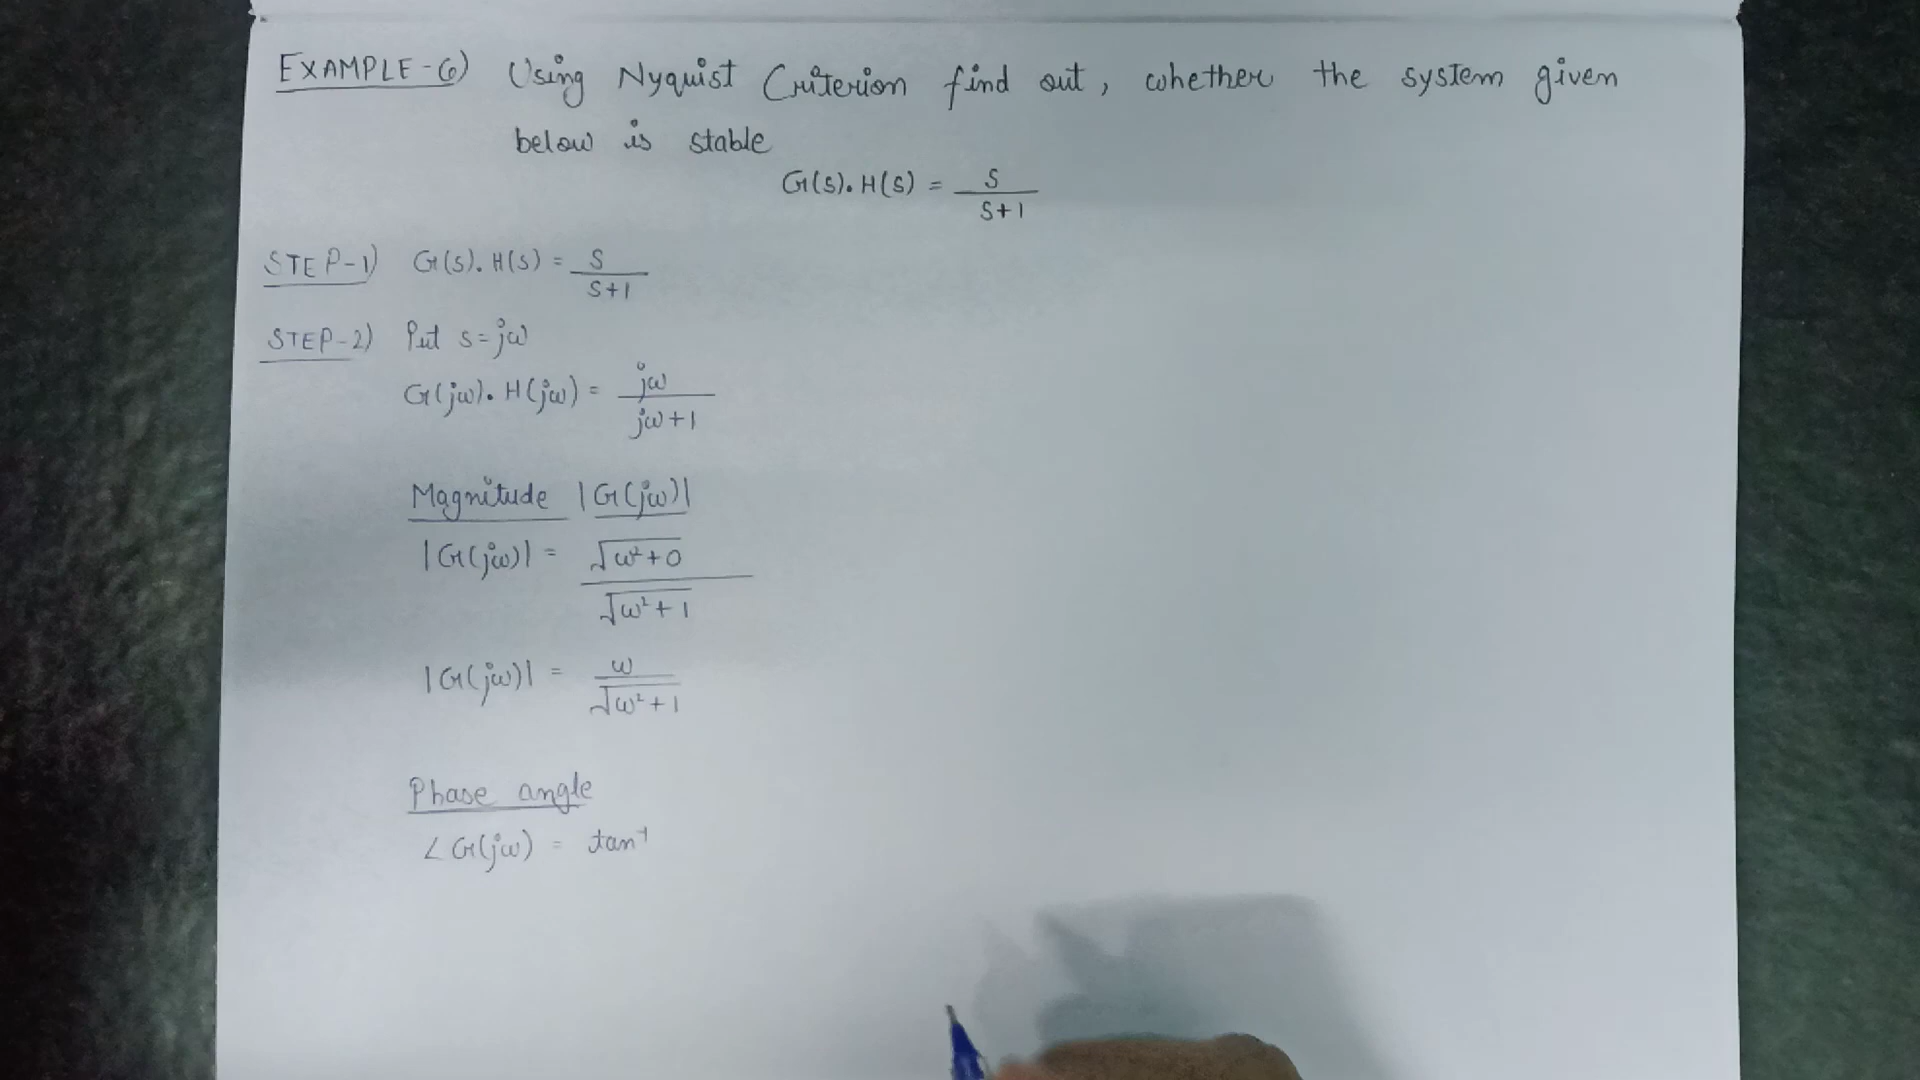 EXAMPLE-6) Using Nyquist Criterion find out, whether the system given
below is stable
G(s).H(s) = s
s+1
STEP-1) G(s).H(s) = s
s+1
STEP-2) Put s=jω
G(jω).H(jω) = jω
jω+1
Magnitude |G(jω)|
|G(jω)| = √ω²+0
√ω²+1
|G(jω)| = ω
√ω²+1
Phase angle
∠G(jω) = tan⁻¹